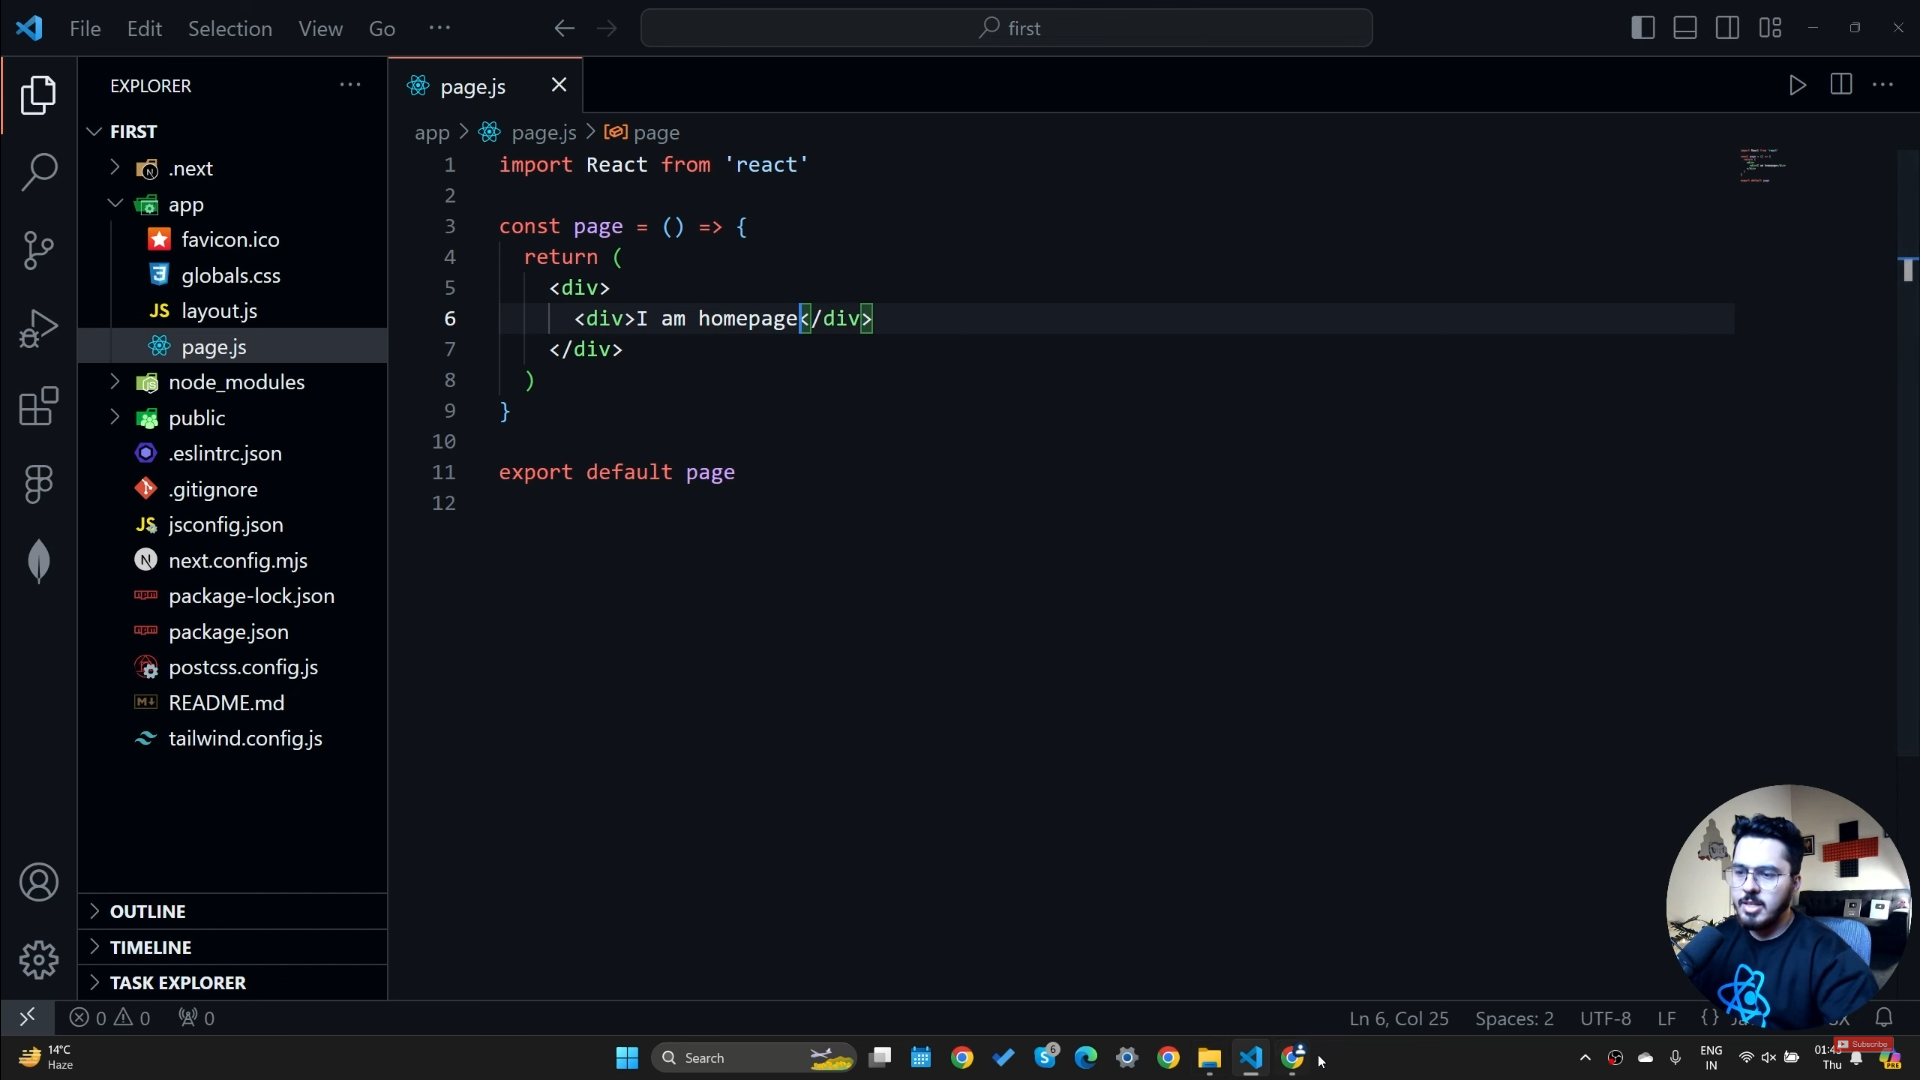 File Edit Selection View Go ··· first
EXPLORER ···
page.js
FIRST
app > page.js > page
.next
app
favicon.ico
globals.css
JS layout.js
page.js
node_modules
public
.eslintrc.json
.gitignore
JS jsconfig.json
N next.config.mjs
package-lock.json
package.json
postcss.config.js
README.md
tailwind.config.js
1 import React from 'react'
2
3 const page = () => {
4 return (
5 <div>
6 <div>I am homepage</div>
7 </div>
8 )
9 }
10
11 export default page
12
OUTLINE
TIMELINE
TASK EXPLORER
0 0 0
Ln 6, Col 25 Spaces: 2 UTF-8 LF {}
Subscribe
14°C
Haze
Search
6
ENG
IN
Thu
PRE